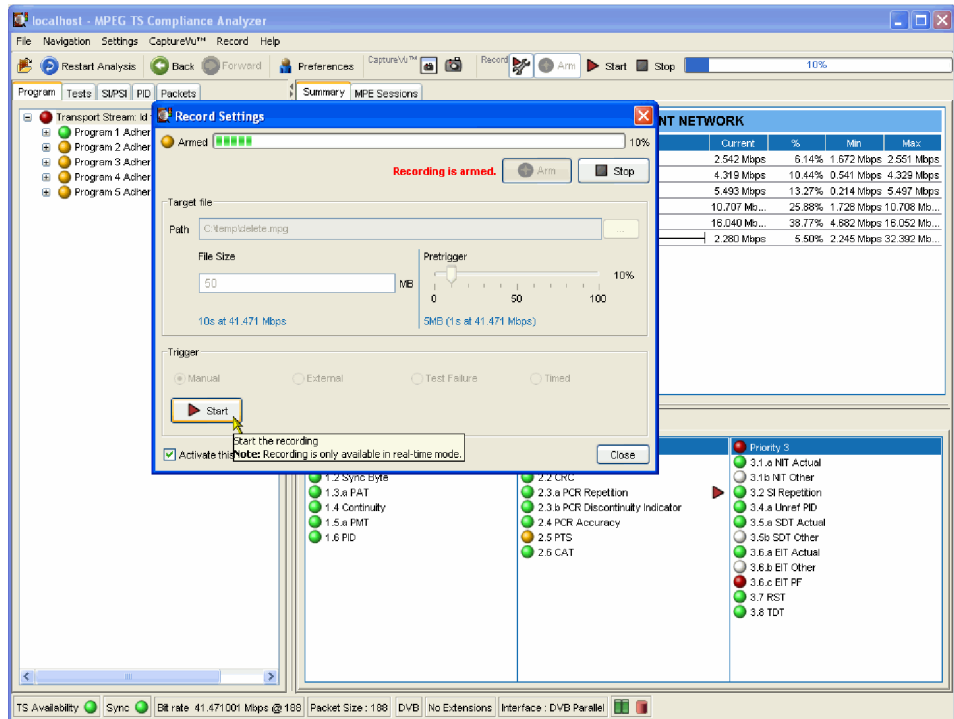 localhost - MPEG TS Compliance Analyzer
File Navigation Settings CaptureVu™ Record Help
Restart Analysis Back Forward Preferences CaptureVu™ Record Arm Start Stop 10%
Program Tests SI/PSI PID Packets Summary MPE Sessions
Transport Stream: Id
Program 1 Adher
Program 2 Adher
Program 3 Adher
Program 4 Adher
Program 5 Adher
Record Settings
Armed 10%
Recording is armed. Arm Stop
Target file
Path C:\temp\delete.mpg ...
File Size
50 MB
10s at 41.471 Mbps
Pretrigger
10%
0 50 100
5MB (1s at 41.471 Mbps)
Trigger
Manual External Test Failure Timed
Start
Start the recording
Note: Recording is only available in real-time mode.
Activate this
Close
NT NETWORK
Current % Min Max
2.542 Mbps 6.14% 1.672 Mbps 2.551 Mbps
4.319 Mbps 10.44% 0.541 Mbps 4.329 Mbps
5.493 Mbps 13.27% 0.214 Mbps 5.497 Mbps
10.707 Mb... 25.88% 1.728 Mbps 10.708 Mb...
16.040 Mb... 38.77% 4.682 Mbps 16.052 Mb...
2.280 Mbps 5.50% 2.245 Mbps 32.392 Mb...
1.2 Sync Byte
1.3.a PAT
1.4 Continuity
1.5.a PMT
1.6 PID
2.2 CRC
2.3.a PCR Repetition
2.3.b PCR Discontinuity Indicator
2.4 PCR Accuracy
2.5 PTS
2.6 CAT
Priority 3
3.1.a NIT Actual
3.1b NIT Other
3.2 SI Repetition
3.4.a Unref PID
3.5.a SDT Actual
3.5b SDT Other
3.6.a EIT Actual
3.6.b EIT Other
3.6.c EIT PF
3.7 RST
3.8 TDT
TS Availability Sync Bit rate 41.471001 Mbps @ 188 Packet Size : 188 DVB No Extensions Interface : DVB Parallel